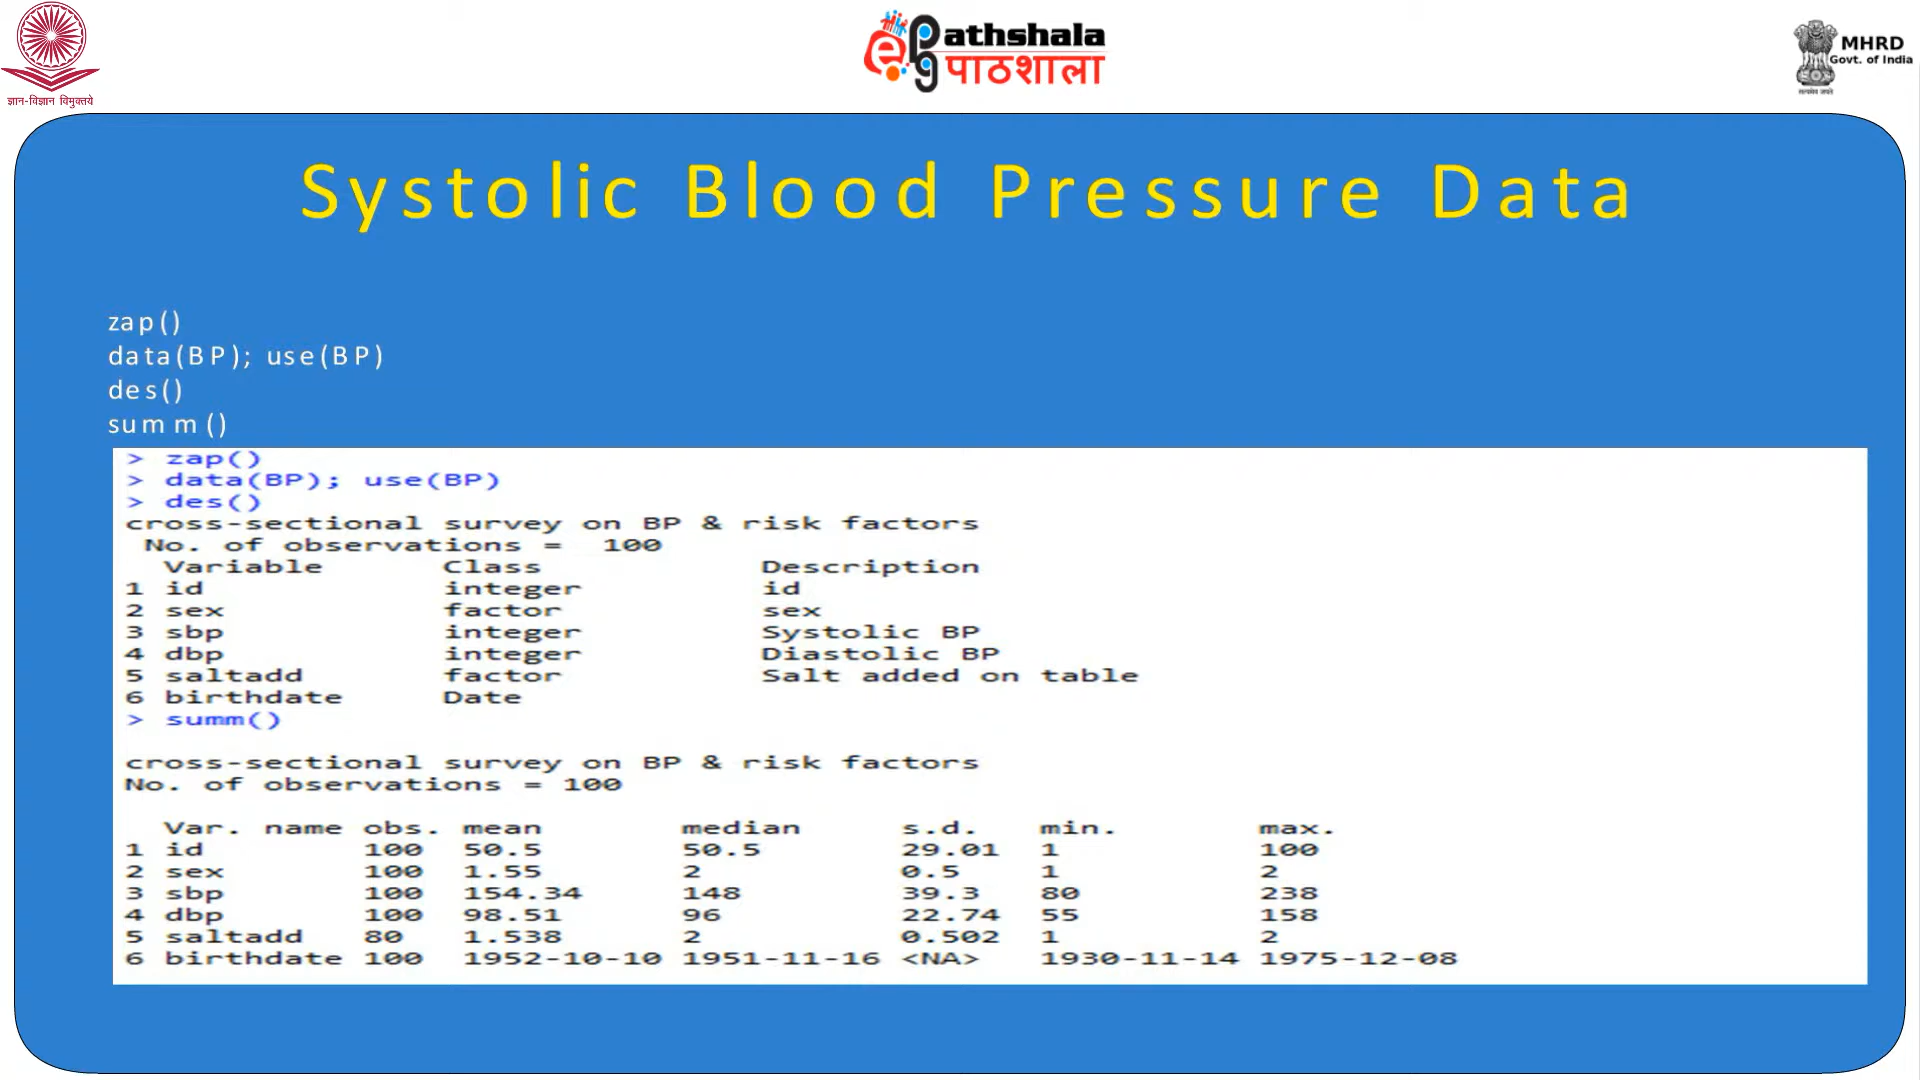 ज्ञान-विज्ञान विमुक्तये
ePG Pathshala
पाठशाला
MHRD
Govt. of India
सत्यमेव जयते
Systolic Blood Pressure Data
zap()
data(BP); use(BP)
des()
summ()
> zap()
> data(BP); use(BP)
> des()
cross-sectional survey on BP & risk factors
No. of observations = 100
Variable Class Description
1 id integer id
2 sex factor sex
3 sbp integer Systolic BP
4 dbp integer Diastolic BP
5 saltadd factor Salt added on table
6 birthdate Date
> summ()
cross-sectional survey on BP & risk factors
No. of observations = 100
Var. name obs. mean median s.d. min. max.
1 id 100 50.5 50.5 29.01 1 100
2 sex 100 1.55 2 0.5 1 2
3 sbp 100 154.34 148 39.3 80 238
4 dbp 100 98.51 96 22.74 55 158
5 saltadd 80 1.538 2 0.502 1 2
6 birthdate 100 1952-10-10 1951-11-16 <NA> 1930-11-14 1975-12-08